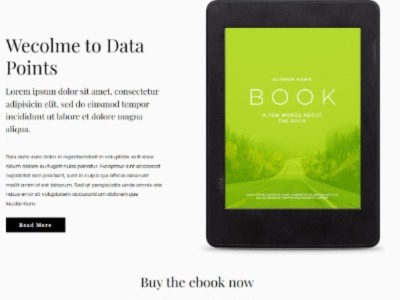 Wecolme to Data
Points
Lorem ipsum dolor sit amet, consectetur
adipisicin elit, sed do eiusmod tempor
incididunt ut labore et dolore magna
aliqua.
Duis aute irure dolor in reprehenderit in voluptate velit esse
cillum dolore eu fugiat nulla pariatur. Excepteur sint occaecat
cupidatat non proident, sunt in culpa qui officia deserunt
mollit anim id est laborum. Sed ut perspiciatis unde omnis iste
natus error sit voluptatem accusantium doloremque
laudantium.
Read More
AUTHOR NAME
BOOK
A FEW WORDS ABOUT
THE BOOK
Buy the ebook now